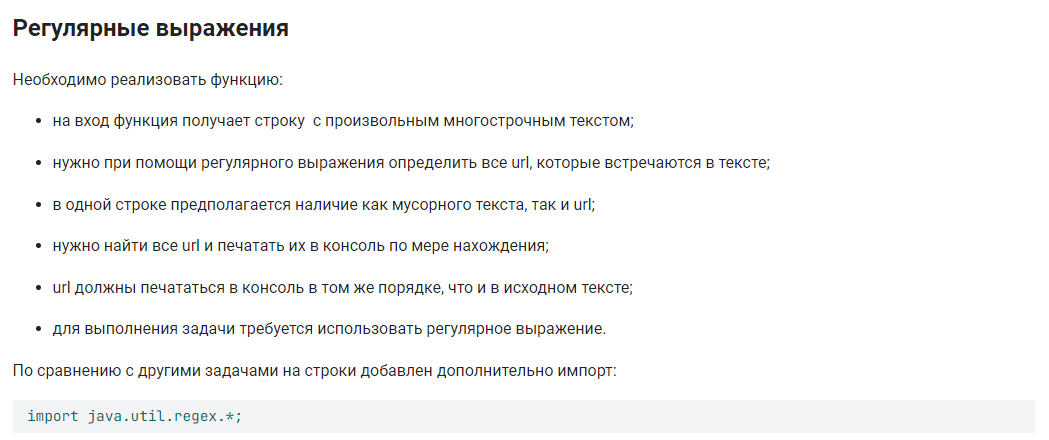 Регулярные выражения
Необходимо реализовать функцию:
• на вход функция получает строку  с произвольным многострочным текстом;
• нужно при помощи регулярного выражения определить все url, которые встречаются в тексте;
• в одной строке предполагается наличие как мусорного текста, так и url;
• нужно найти все url и печатать их в консоль по мере нахождения;
• url должны печататься в консоль в том же порядке, что и в исходном тексте;
• для выполнения задачи требуется использовать регулярное выражение.
По сравнению с другими задачами на строки добавлен дополнительно импорт:
import java.util.regex.*;